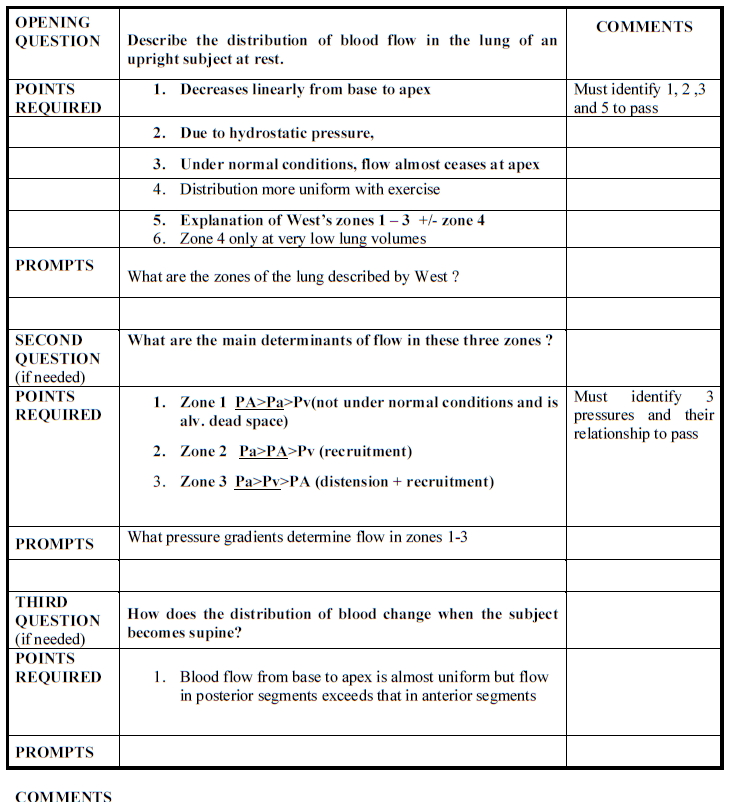 OPENING QUESTION
Describe the distribution of blood flow in the lung of an
upright subject at rest.
COMMENTS
POINTS REQUIRED
1. Decreases linearly from base to apex
Must identify 1, 2 ,3
and 5 to pass
2. Due to hydrostatic pressure,
3. Under normal conditions, flow almost ceases at apex
4. Distribution more uniform with exercise
5. Explanation of West's zones 1 – 3 +/- zone 4
6. Zone 4 only at very low lung volumes
PROMPTS
What are the zones of the lung described by West ?
SECOND
QUESTION
(if needed)
What are the main determinants of flow in these three zones ?
POINTS
REQUIRED
1. Zone 1 PA>Pa>Pv(not under normal conditions and is
alv. dead space)
2. Zone 2 Pa>PA>Pv (recruitment)
3. Zone 3 Pa>Pv>PA (distension + recruitment)
Must identify 3
pressures and their
relationship to pass
PROMPTS
What pressure gradients determine flow in zones 1-3
THIRD
QUESTION
(if needed)
How does the distribution of blood change when the subject
becomes supine?
POINTS
REQUIRED
1. Blood flow from base to apex is almost uniform but flow
in posterior segments exceeds that in anterior segments
PROMPTS
COMMENTS